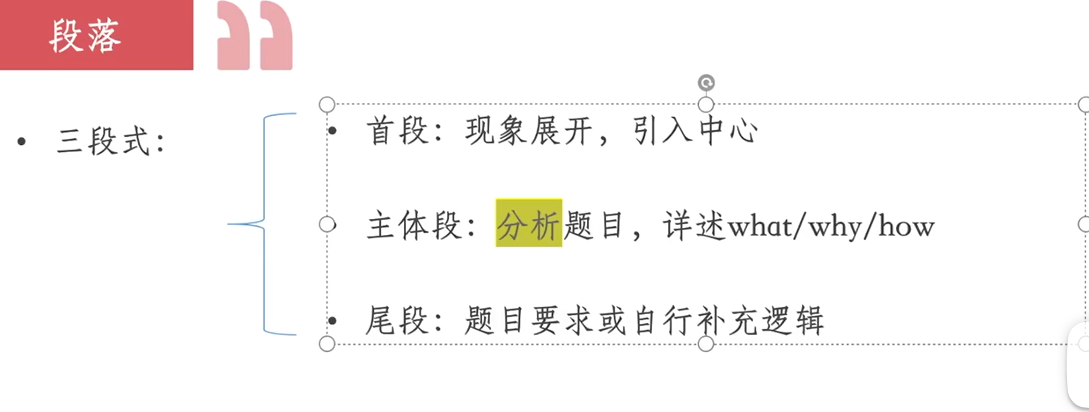 段落
• 三段式：
• 首段：现象展开，引入中心
• 主体段：分析题目，详述what/why/how
• 尾段：题目要求或自行补充逻辑